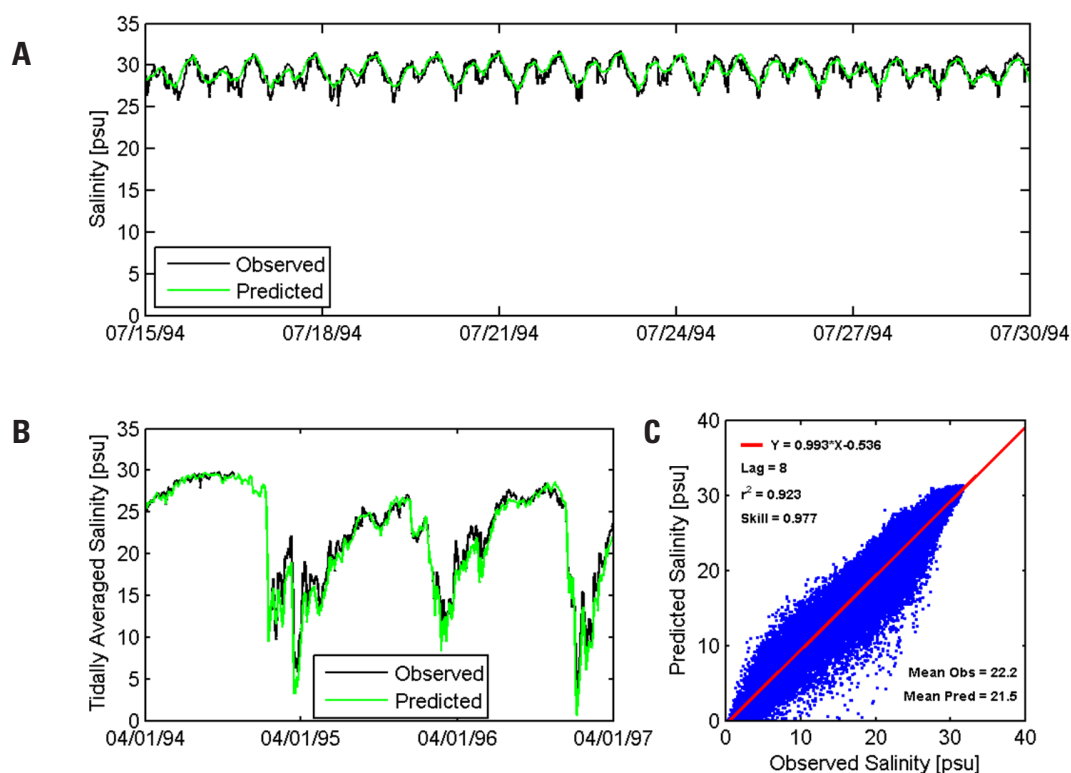 A
Salinity [psu]
35
30
25
20
15
10
5
0
Observed
Predicted
07/15/94 07/18/94 07/21/94 07/24/94 07/27/94 07/30/94
B
Tidally Averaged Salinity [psu]
35
30
25
20
15
10
5
0
Observed
Predicted
04/01/94 04/01/95 04/01/96 04/01/97
C
Predicted Salinity [psu]
40
30
20
10
0
Y = 0.993*X-0.536
Lag = 8
r² = 0.923
Skill = 0.977
Mean Obs = 22.2
Mean Pred = 21.5
0 10 20 30 40
Observed Salinity [psu]